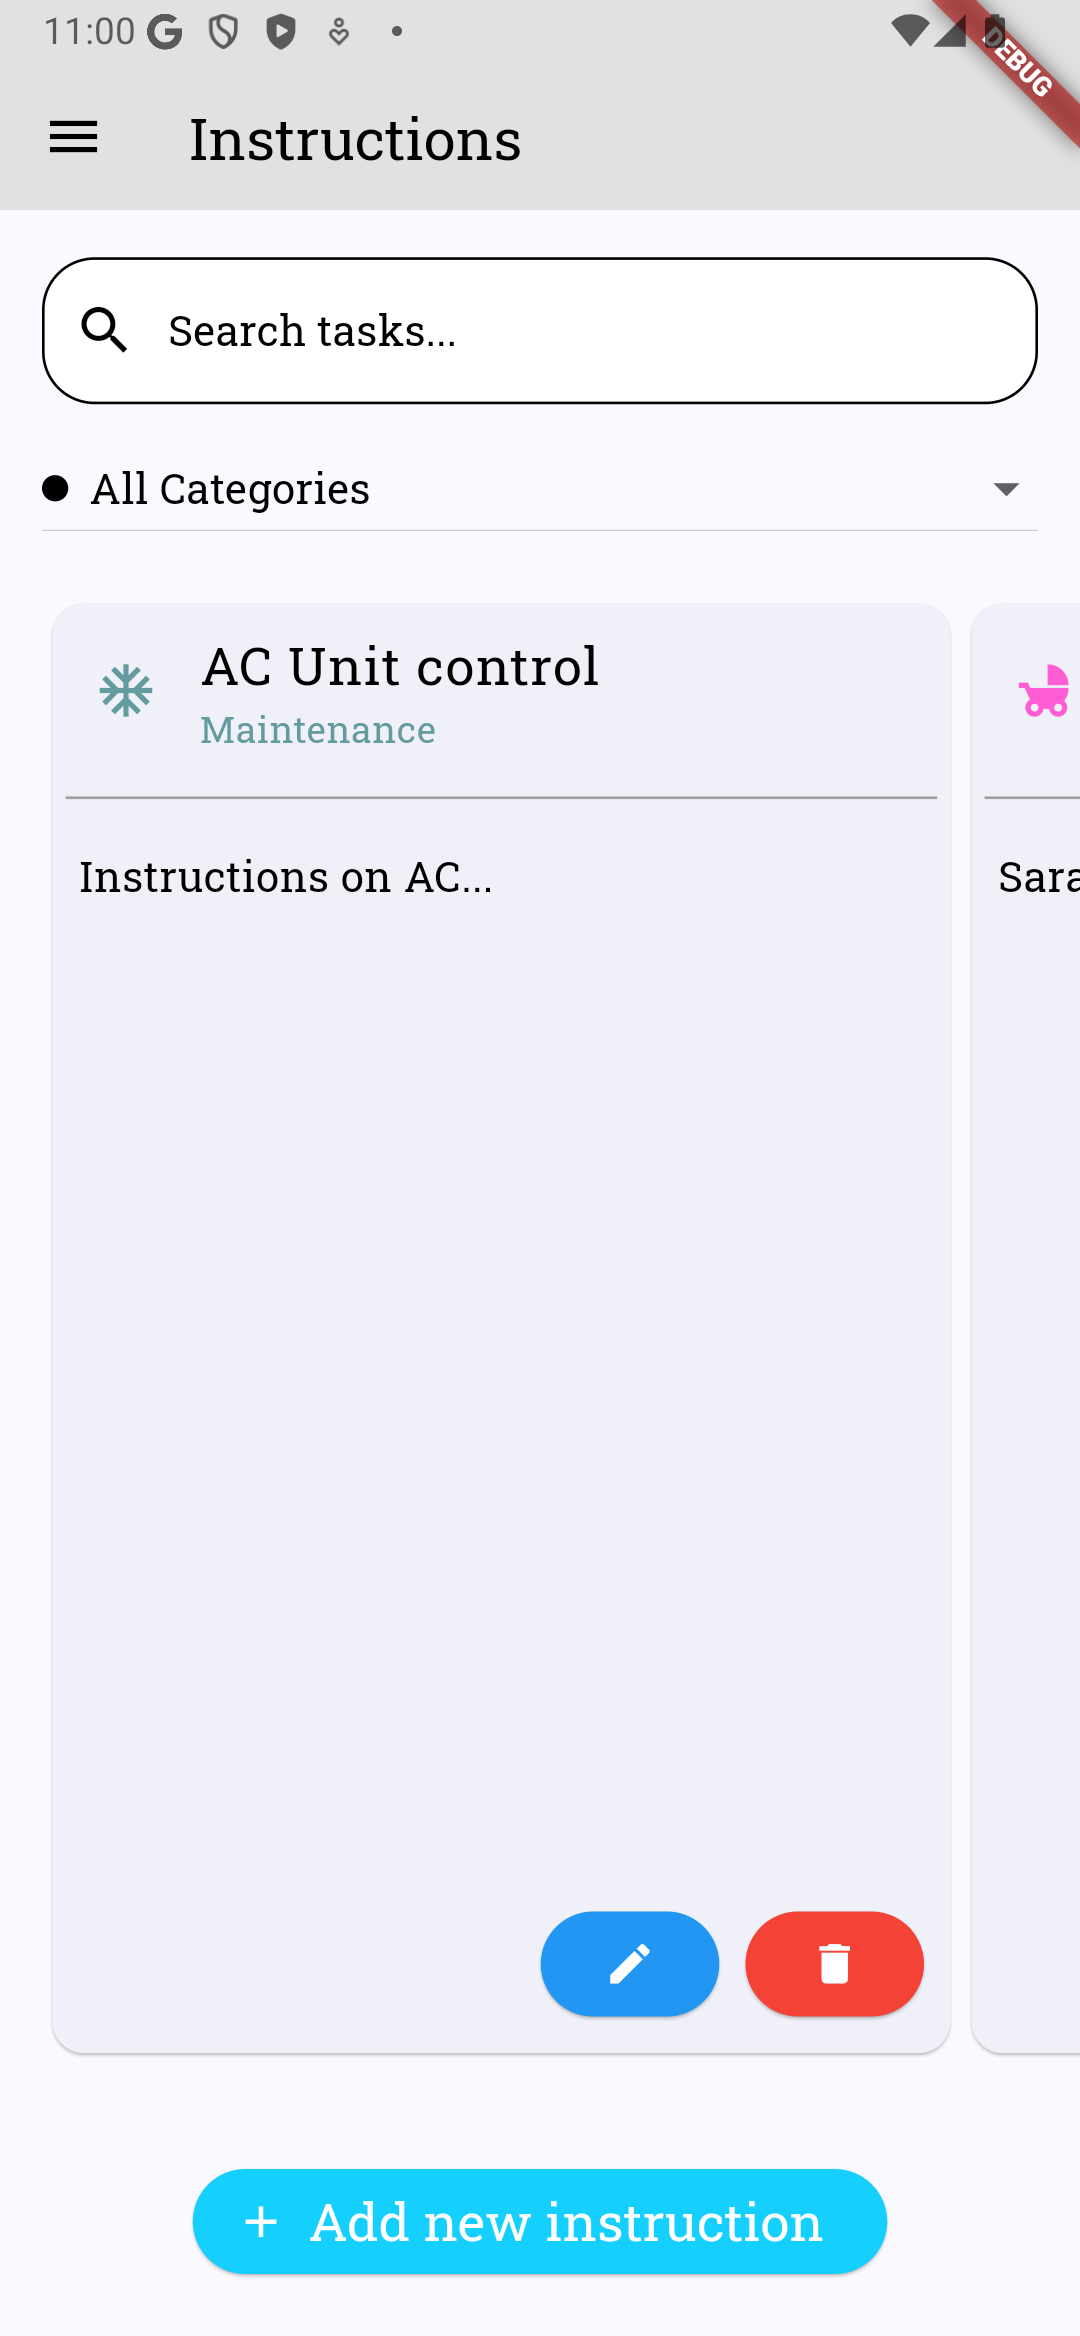 11:00
DEBUG
Instructions
Search tasks...
All Categories
AC Unit control
Maintenance
Instructions on AC...
Sara
Add new instruction